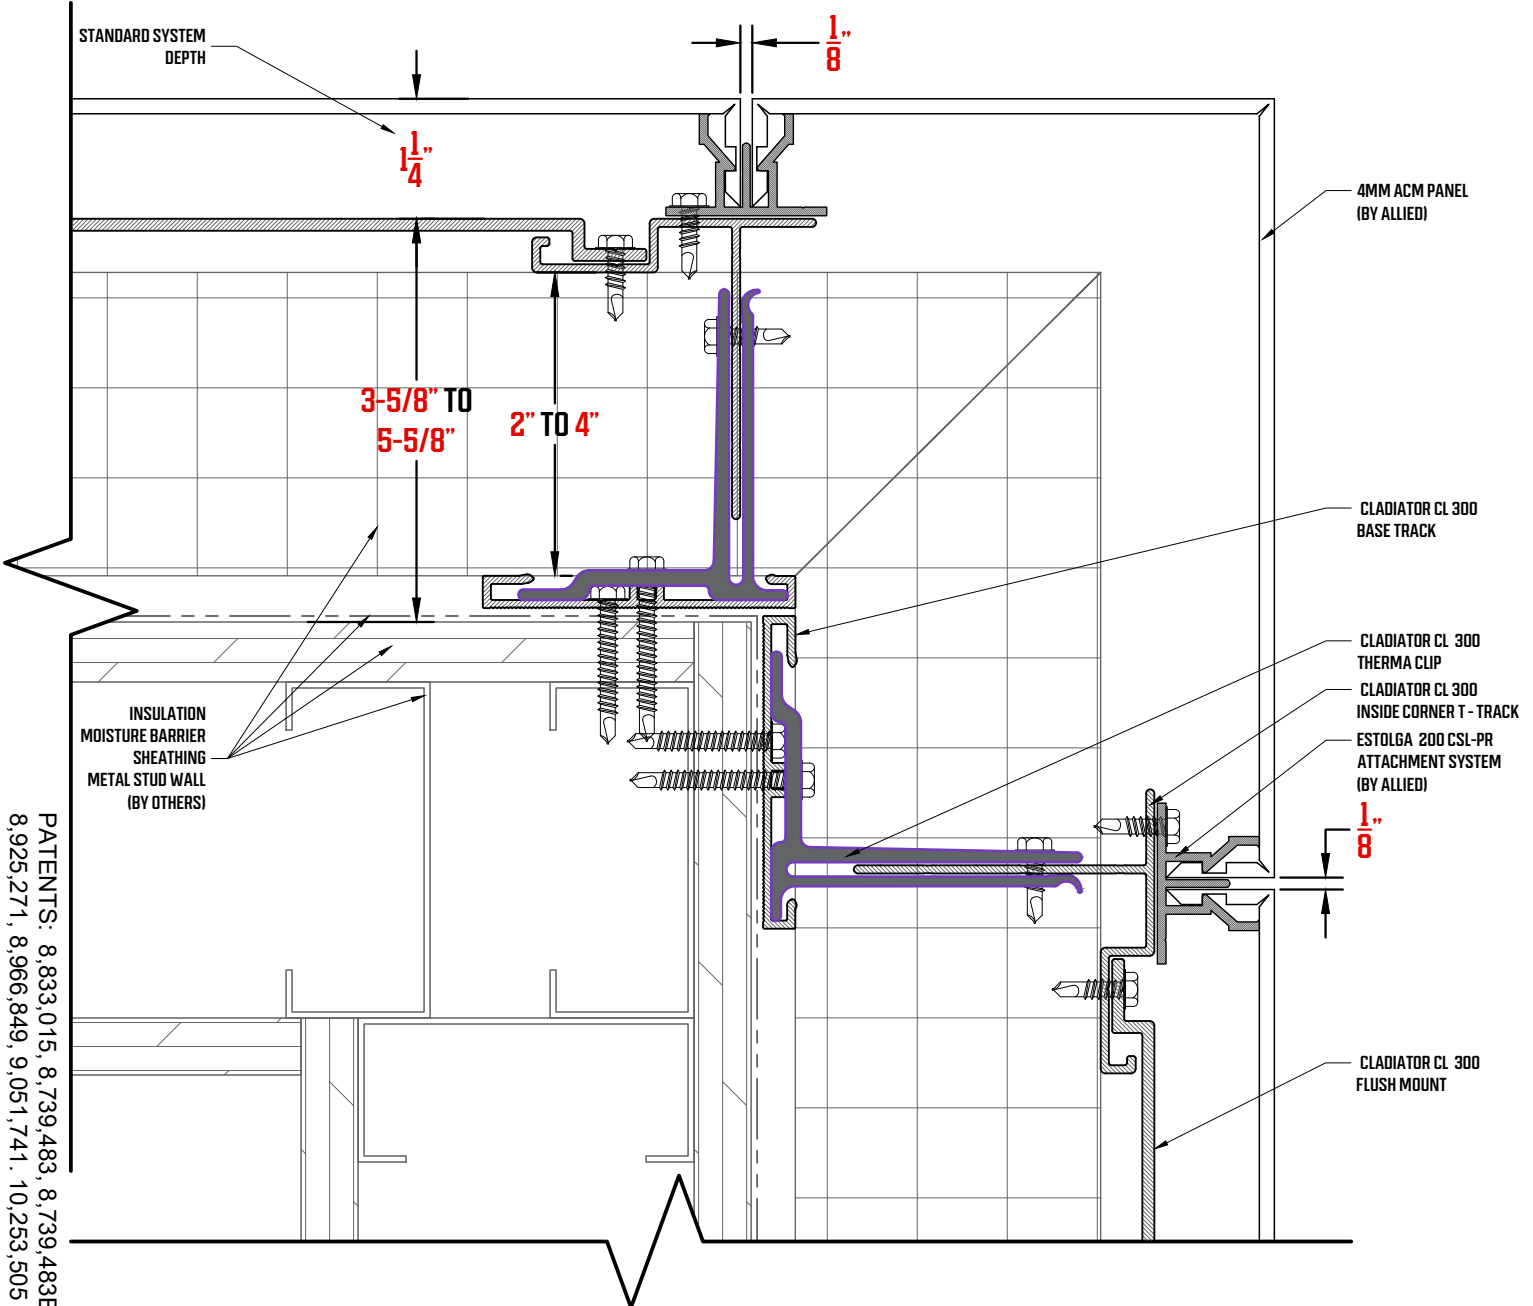 STANDARD SYSTEM
DEPTH
1/8"
1 1/4"
4MM ACM PANEL
(BY ALLIED)
3-5/8" TO
5-5/8"
2" TO 4"
CLADIATOR CL 300
BASE TRACK
CLADIATOR CL 300
THERMA CLIP
CLADIATOR CL 300
INSIDE CORNER T - TRACK
ESTOLGA 200 CSL-PR
ATTACHMENT SYSTEM
(BY ALLIED)
1/8"
INSULATION
MOISTURE BARRIER
SHEATHING
METAL STUD WALL
(BY OTHERS)
CLADIATOR CL 300
FLUSH MOUNT
PATENTS: 8,833,015, 8,739,483, 8,739,483B
8,925,271, 8,966,849, 9,051,741. 10,253,505